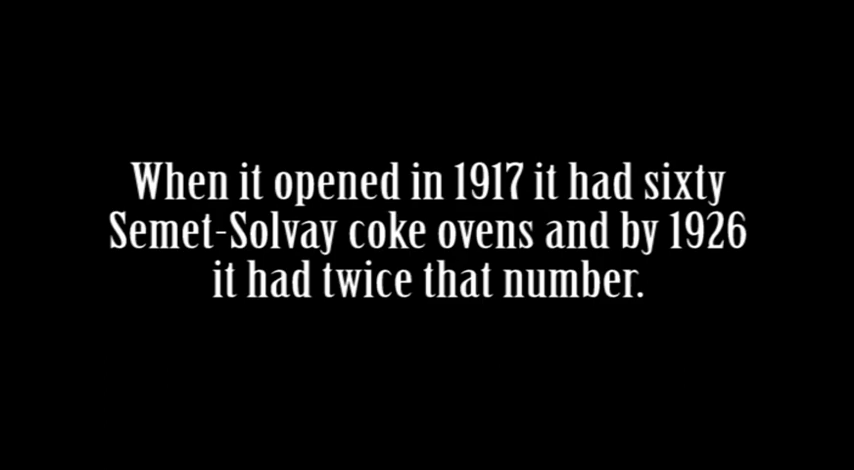 When it opened in 1917 it had sixty
Semet-Solvay coke ovens and by 1926
it had twice that number.